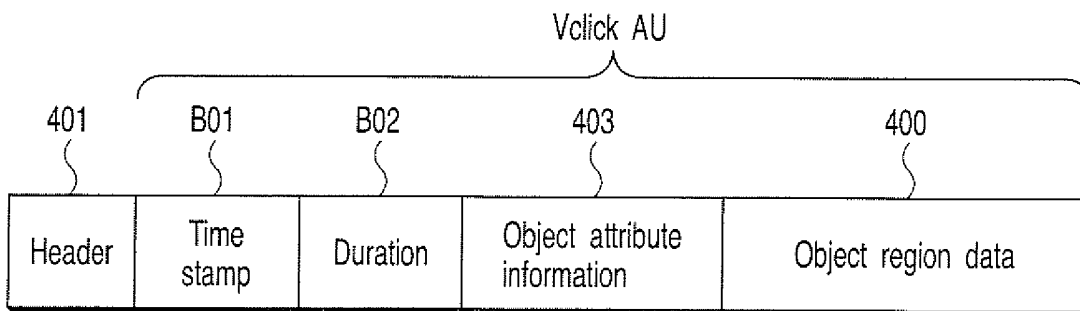 Vclick AU
401 B01 B02 403 400
Header
Time
stamp
Duration
Object attribute
information
Object region data